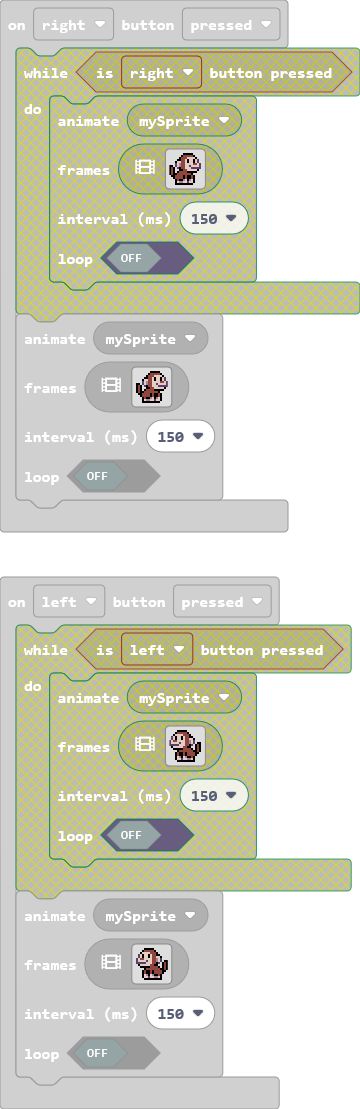 on right button pressed
while is right button pressed
do
animate mySprite
frames
interval (ms) 150
loop OFF
animate mySprite
frames
interval (ms) 150
loop OFF
on left button pressed
while is left button pressed
do
animate mySprite
frames
interval (ms) 150
loop OFF
animate mySprite
frames
interval (ms) 150
loop OFF